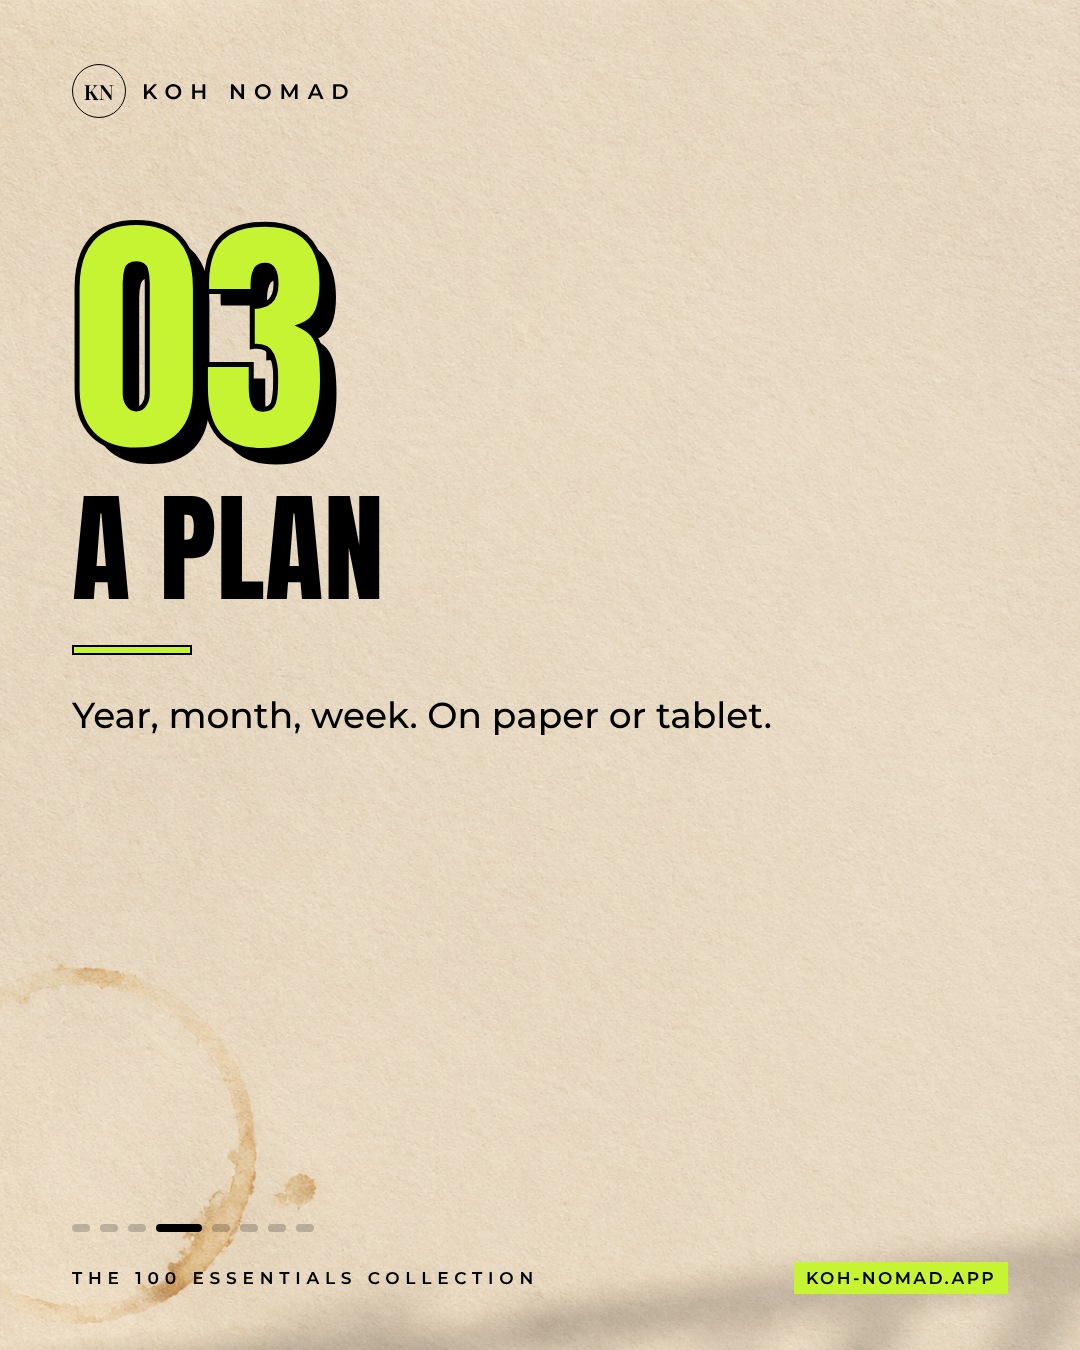 KN KOH NOMAD
03
A PLAN
Year, month, week. On paper or tablet.
THE 100 ESSENTIALS COLLECTION
KOH-NOMAD.APP